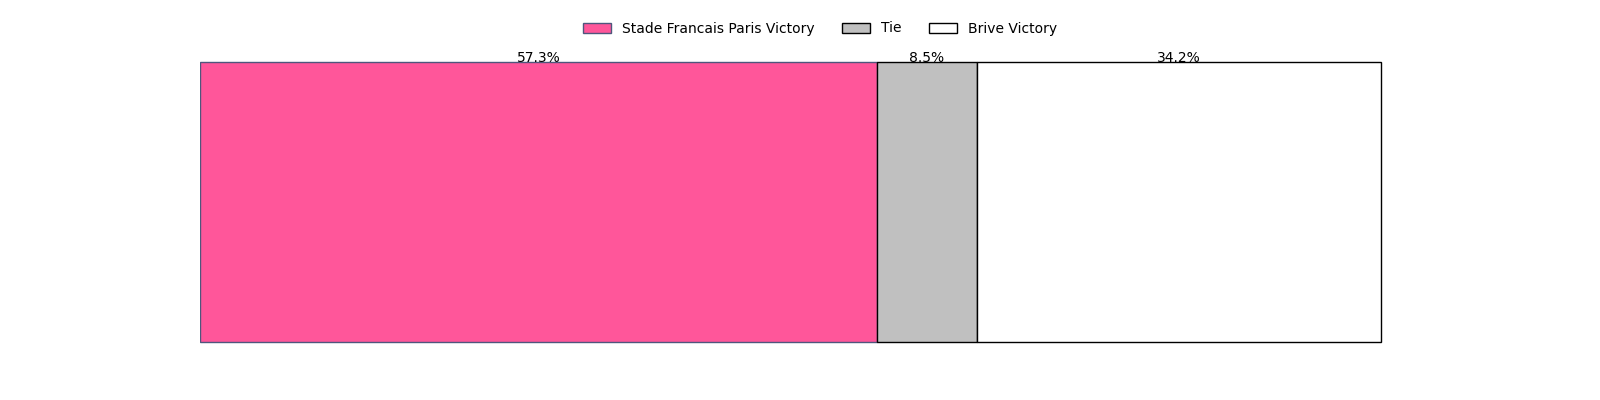 Stade Francais Paris Victory Tie Brive Victory
57.3% 8.5% 34.2%